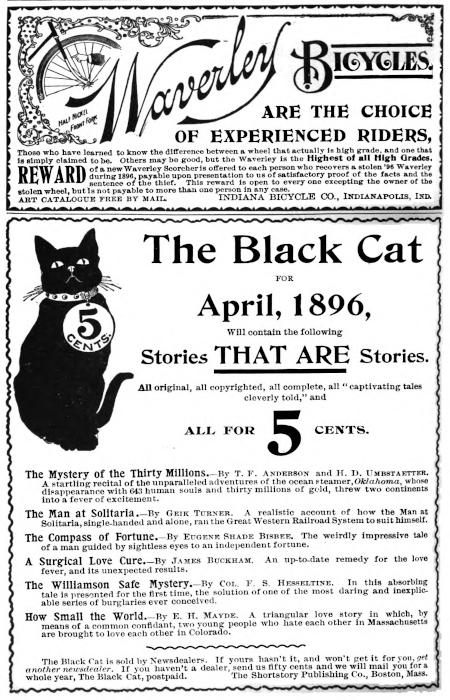 HALF NICKEL
FRONT FORK
Waverley BICYCLES.
ARE THE CHOICE
OF EXPERIENCED RIDERS,
Those who have learned to know the difference between a wheel that actually is high grade, and one that
is simply claimed to be. Others may be good, but the Waverley is the Highest of all High Grades.
REWARD of a new Waverley Scorcher is offered to each person who recovers a stolen '96 Waverley
during 1896, payable upon presentation to us of satisfactory proof of the facts and the
sentence of the thief. This reward is open to every one excepting the owner of the
stolen wheel, but is not payable to more than one person in any case.
ART CATALOGUE FREE BY MAIL. INDIANA BICYCLE CO., INDIANAPOLIS, IND.
5
CENTS.
The Black Cat
FOR
April, 1896,
Will contain the following
Stories THAT ARE Stories.
All original, all copyrighted, all complete, all "captivating tales
cleverly told," and
ALL FOR 5 CENTS.
The Mystery of the Thirty Millions.—BY T. F. ANDERSON and H. D. UMBSTAETTER.
A startling recital of the unparalleled adventures of the ocean steamer, Oklahoma, whose
disappearance with 643 human souls and thirty millions of gold, threw two continents
into a fever of excitement.
The Man at Solitaria.—BY GEIK TURNER. A realistic account of how the Man at
Solitaria, single-handed and alone, ran the Great Western Railroad System to suit himself.
The Compass of Fortune.—BY EUGENE SHADE BISBEE. The weirdly impressive tale
of a man guided by sightless eyes to an independent fortune.
A Surgical Love Cure.—BY JAMES BUCKHAM. An up-to-date remedy for the love
fever, and its unexpected results.
The Williamson Safe Mystery.—BY COL. F. S. HESSELTINE. In this absorbing
tale is presented for the first time, the solution of one of the most daring and inexplic-
able series of burglaries ever conceived.
How Small the World.—BY E. H. MAYDE. A triangular love story in which, by
means of a common confidant, two young people who hate each other in Massachusetts
are brought to love each other in Colorado.
The Black Cat is sold by Newsdealers. If yours hasn't it, and won't get it for you, get
another newsdealer. If you haven't a dealer, send us fifty cents and we will mail you for a
whole year, The Black Cat, postpaid. The Shortstory Publishing Co., Boston, Mass.